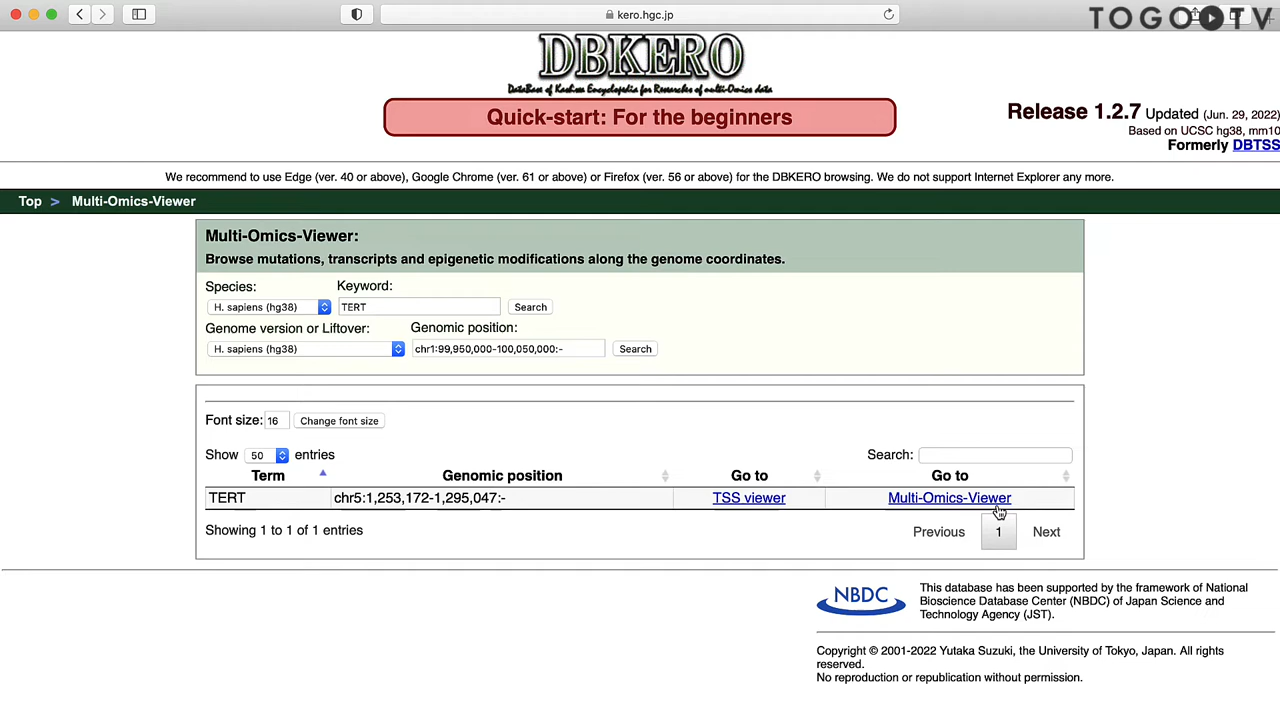 kero.hgc.jp
TOGO TV
DBKERO
DataBase of Kashiwa Encyclopedia for Researches of multi-Omics data
Quick-start: For the beginners
Release 1.2.7 Updated (Jun. 29, 2022)
Based on UCSC hg38, mm10
Formerly DBTSS
We recommend to use Edge (ver. 40 or above), Google Chrome (ver. 61 or above) or Firefox (ver. 56 or above) for the DBKERO browsing. We do not support Internet Explorer any more.
Top > Multi-Omics-Viewer
Multi-Omics-Viewer:
Browse mutations, transcripts and epigenetic modifications along the genome coordinates.
Species: Keyword:
H. sapiens (hg38) TERT Search
Genome version or Liftover: Genomic position:
H. sapiens (hg38) chr1:99,950,000-100,050,000:- Search
Font size: 16 Change font size
Show 50 entries Search:
Term Genomic position Go to Go to
TERT chr5:1,253,172-1,295,047:- TSS viewer Multi-Omics-Viewer
Showing 1 to 1 of 1 entries Previous 1 Next
NBDC
This database has been supported by the framework of National
Bioscience Database Center (NBDC) of Japan Science and
Technology Agency (JST).
Copyright © 2001-2022 Yutaka Suzuki, the University of Tokyo, Japan. All rights
reserved.
No reproduction or republication without permission.